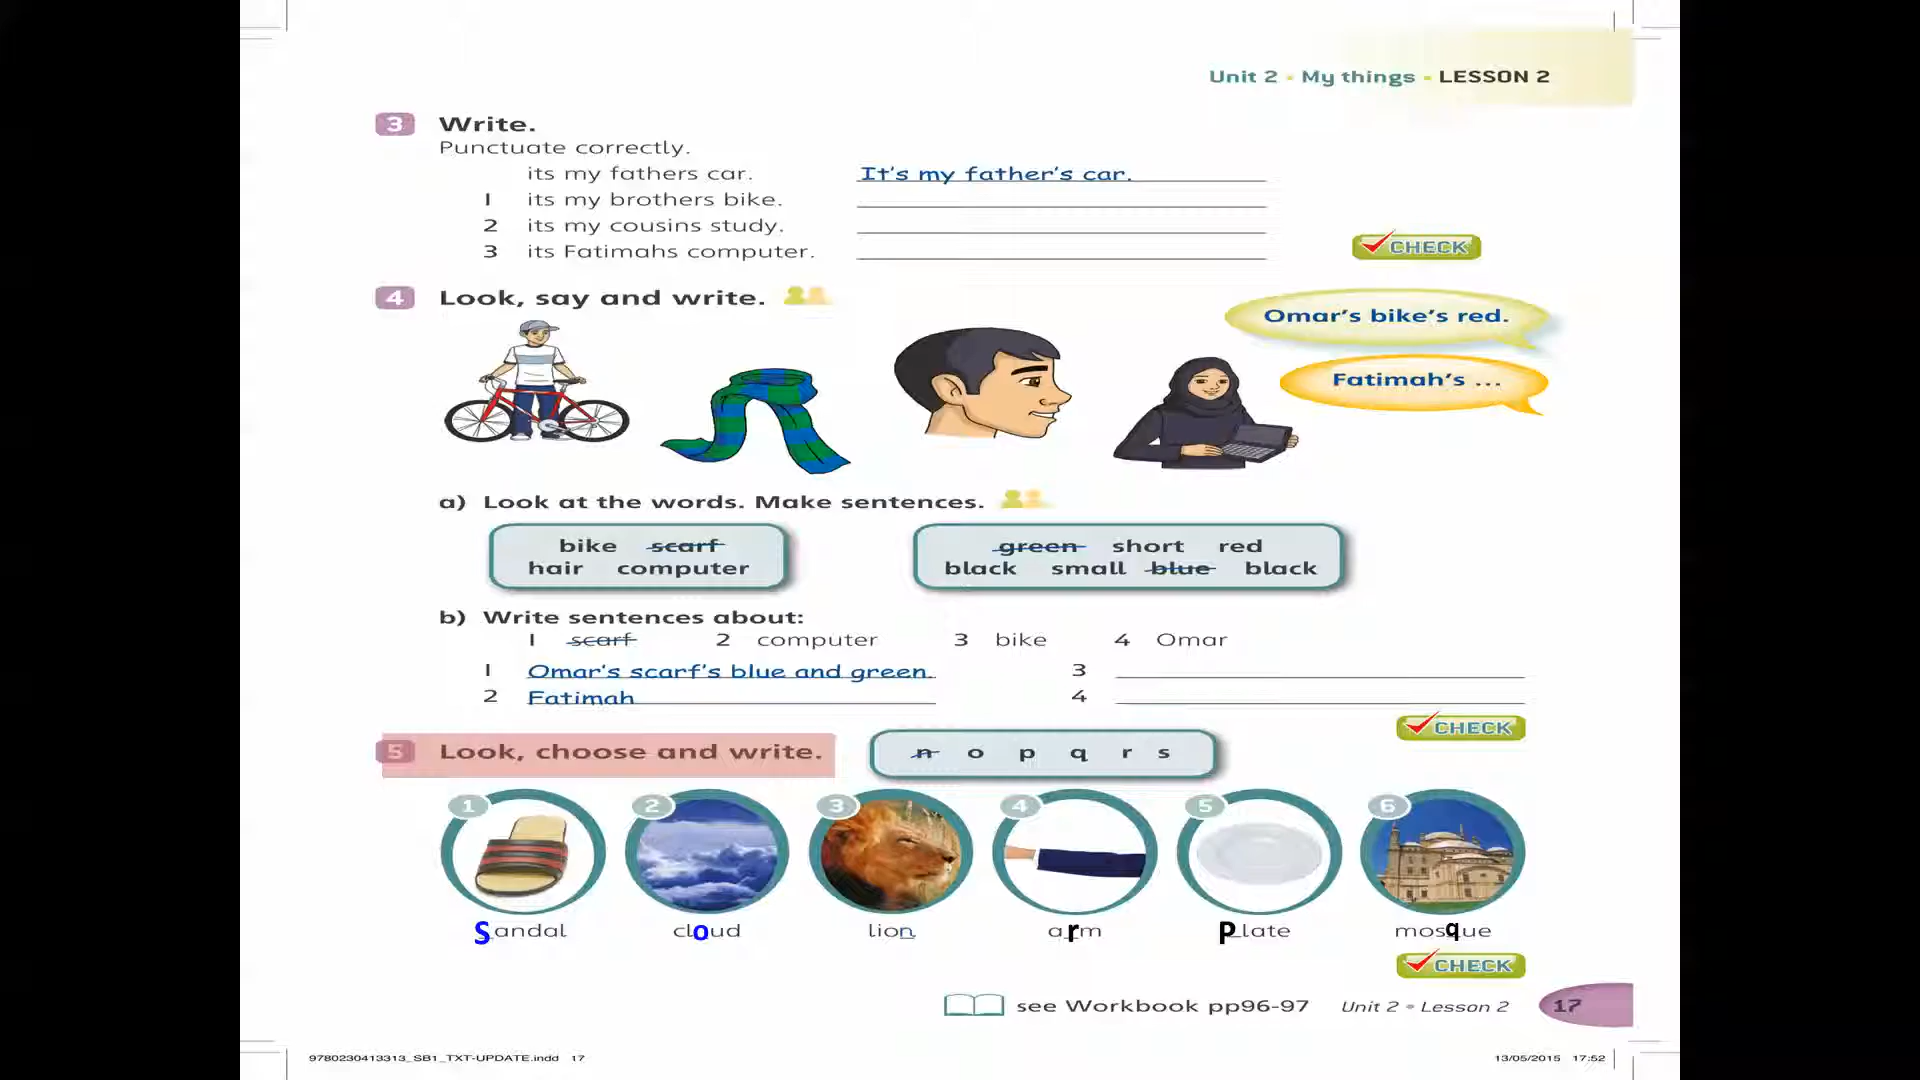 Unit 2 • My things • LESSON 2
3 Write.
Punctuate correctly.
its my fathers car. It's my father's car.
1 its my brothers bike.
2 its my cousins study.
3 its Fatimahs computer.
CHECK
4 Look, say and write.
Omar's bike's red.
Fatimah's ...
a) Look at the words. Make sentences.
bike scarf
hair computer
green short red
black small blue black
b) Write sentences about:
1 scarf 2 computer 3 bike 4 Omar
1 Omar's scarf's blue and green. 3
2 Fatimah 4
CHECK
5 Look, choose and write. n o p q r s
1 2 3 4 5 6
Sandal cloud lion arm Plate mosque
CHECK
see Workbook pp96-97 Unit 2 • Lesson 2 17
9780230413313_SB1_TXT-UPDATE.indd 17 13/05/2015 17:52